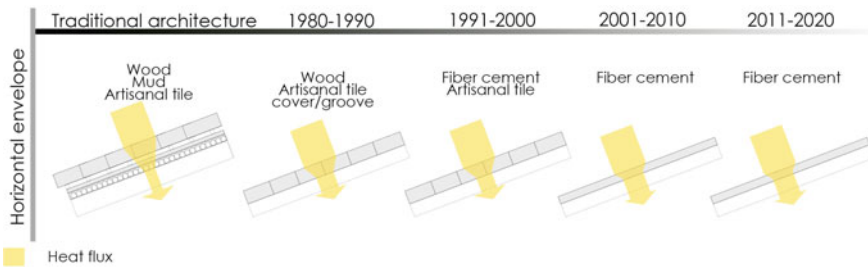 Traditional architecture 1980-1990 1991-2000 2001-2010 2011-2020
Horizontal envelope
Wood
Mud
Artisanal tile
Wood
Artisanal tile
cover/groove
Fiber cement
Artisanal tile
Fiber cement
Fiber cement
Heat flux